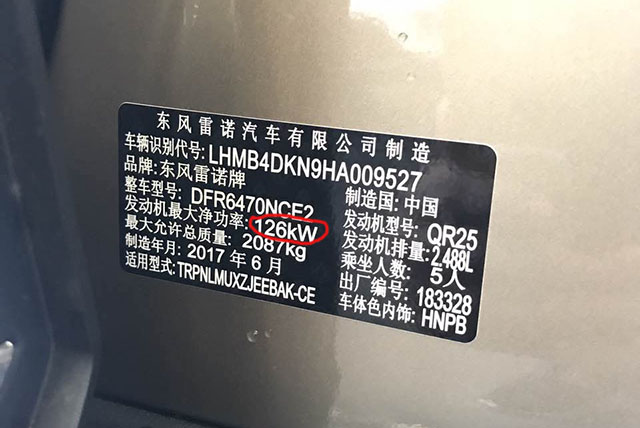 东风雷诺汽车有限公司制造
车辆识别代号: LHMB4DKN9HA009527
品牌: 东风雷诺牌 制造国: 中国
整车型号: DFR6470NCE2 发动机型号: QR25
发动机最大净功率: 126kW 发动机排量: 2.488L
最大允许总质量: 2087kg 乘坐人数: 5人
制造年月: 2017年6月 出厂编号: 183328
适用型式: TRPNLMUXZJEEBAK-CE 车体色内饰: HNPB